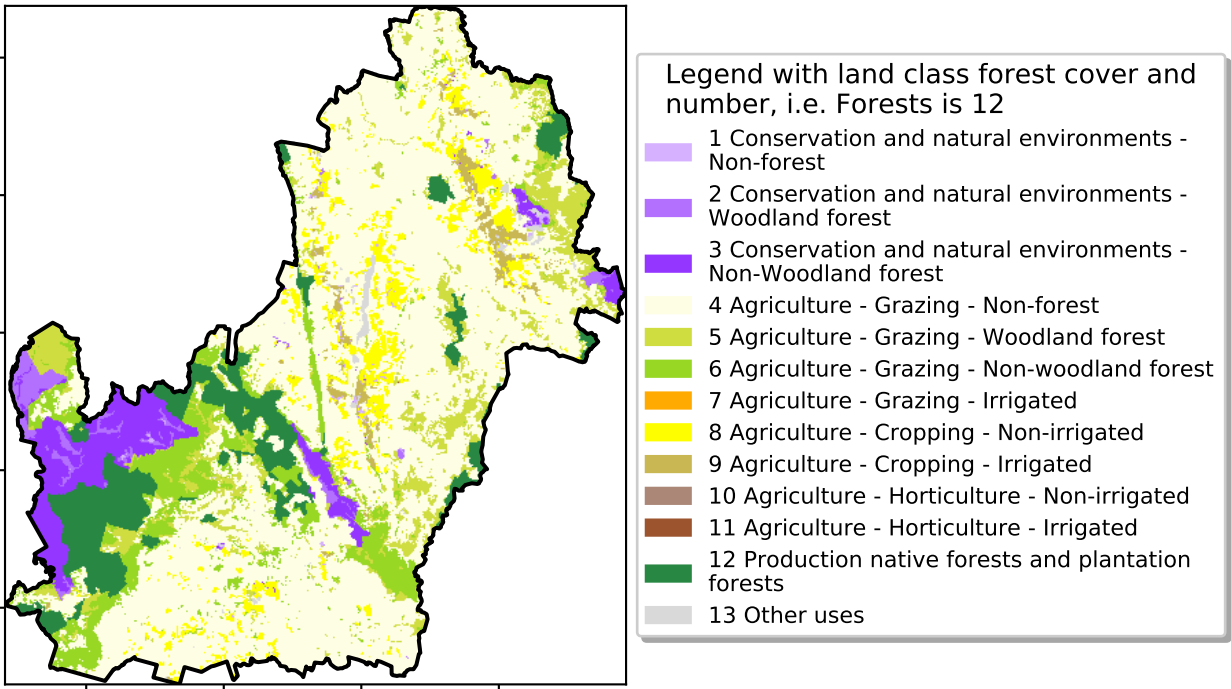 Legend with land class forest cover and
number, i.e. Forests is 12
1 Conservation and natural environments -
Non-forest
2 Conservation and natural environments -
Woodland forest
3 Conservation and natural environments -
Non-Woodland forest
4 Agriculture - Grazing - Non-forest
5 Agriculture - Grazing - Woodland forest
6 Agriculture - Grazing - Non-woodland forest
7 Agriculture - Grazing - Irrigated
8 Agriculture - Cropping - Non-irrigated
9 Agriculture - Cropping - Irrigated
10 Agriculture - Horticulture - Non-irrigated
11 Agriculture - Horticulture - Irrigated
12 Production native forests and plantation
forests
13 Other uses